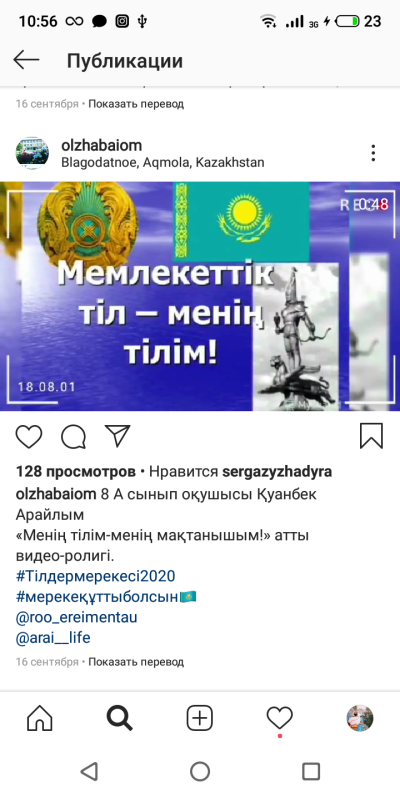 10:56
3G
23
Публикации
16 сентября • Показать перевод
olzhabaiom
Blagodatnoe, Aqmola, Kazakhstan
REC 0:48
Мемлекеттік
тіл – менің
тілім!
18.08.01
128 просмотров • Нравится sergazyzhadyra
olzhabaiom 8 А сынып оқушысы Қуанбек
Арайлым
«Менің тілім-менің мақтанышым!» атты
видео-ролигі.
#Тілдермерекесі2020
#мерекеқұттыболсын🇰🇿
@roo_ereimentau
@arai__life
16 сентября • Показать перевод